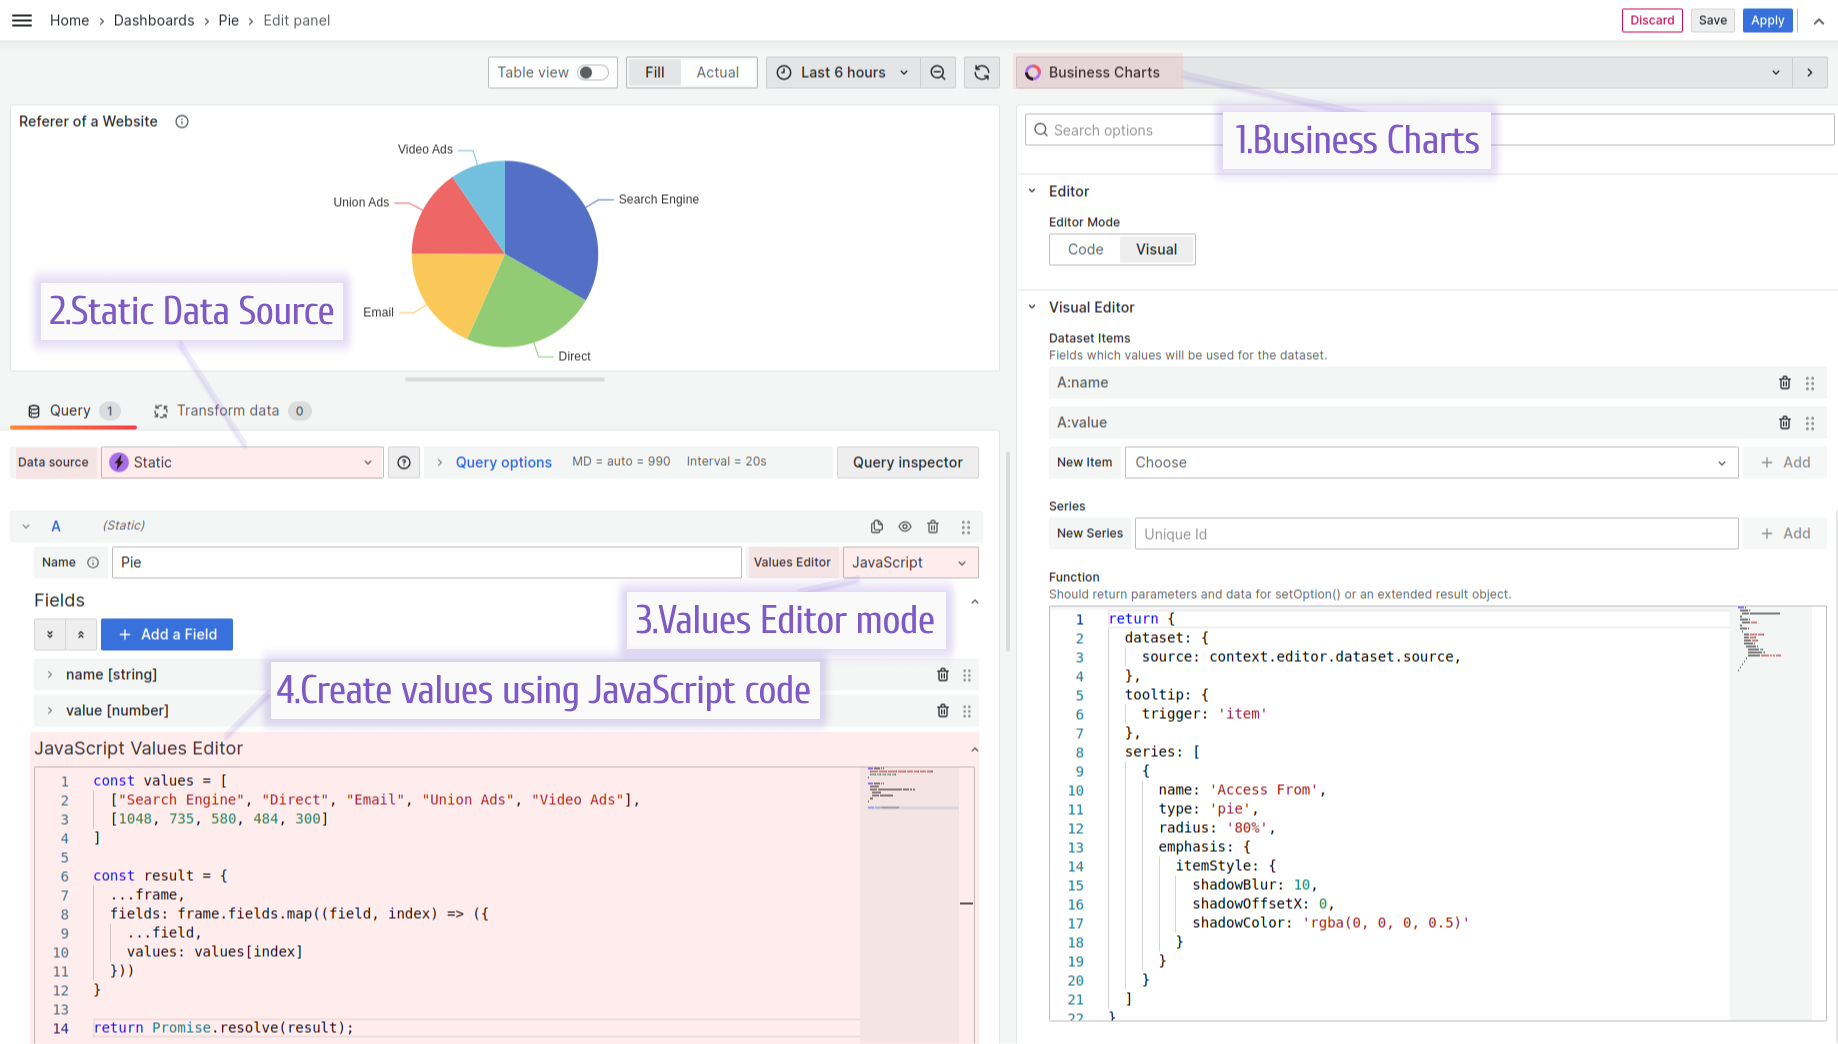 Home › Dashboards › Pie › Edit panel
Discard
Save
Apply
Table view
Fill
Actual
Last 6 hours
Business Charts
1.Business Charts
Referer of a Website
Video Ads
Search Engine
Union Ads
Email
Direct
2.Static Data Source
Query 1
Transform data 0
Data source
Static
Query options
MD = auto = 990
Interval = 20s
Query inspector
A
(Static)
Name
Pie
Values Editor
JavaScript
3.Values Editor mode
Fields
+ Add a Field
name [string]
value [number]
4.Create values using JavaScript code
JavaScript Values Editor
1 const values = [
2 ["Search Engine", "Direct", "Email", "Union Ads", "Video Ads"],
3 [1048, 735, 580, 484, 300]
4 ]
5
6 const result = {
7 ...frame,
8 fields: frame.fields.map((field, index) => ({
9 ...field,
10 values: values[index]
11 }))
12 }
13
14 return Promise.resolve(result);
Search options
Editor
Editor Mode
Code
Visual
Visual Editor
Dataset Items
Fields which values will be used for the dataset.
A:name
A:value
New Item
Choose
+ Add
Series
New Series
Unique Id
+ Add
Function
Should return parameters and data for setOption() or an extended result object.
1 return {
2 dataset: {
3 source: context.editor.dataset.source,
4 },
5 tooltip: {
6 trigger: 'item'
7 },
8 series: [
9 {
10 name: 'Access From',
11 type: 'pie',
12 radius: '80%',
13 emphasis: {
14 itemStyle: {
15 shadowBlur: 10,
16 shadowOffsetX: 0,
17 shadowColor: 'rgba(0, 0, 0, 0.5)'
18 }
19 }
20 }
21 ]
22 }